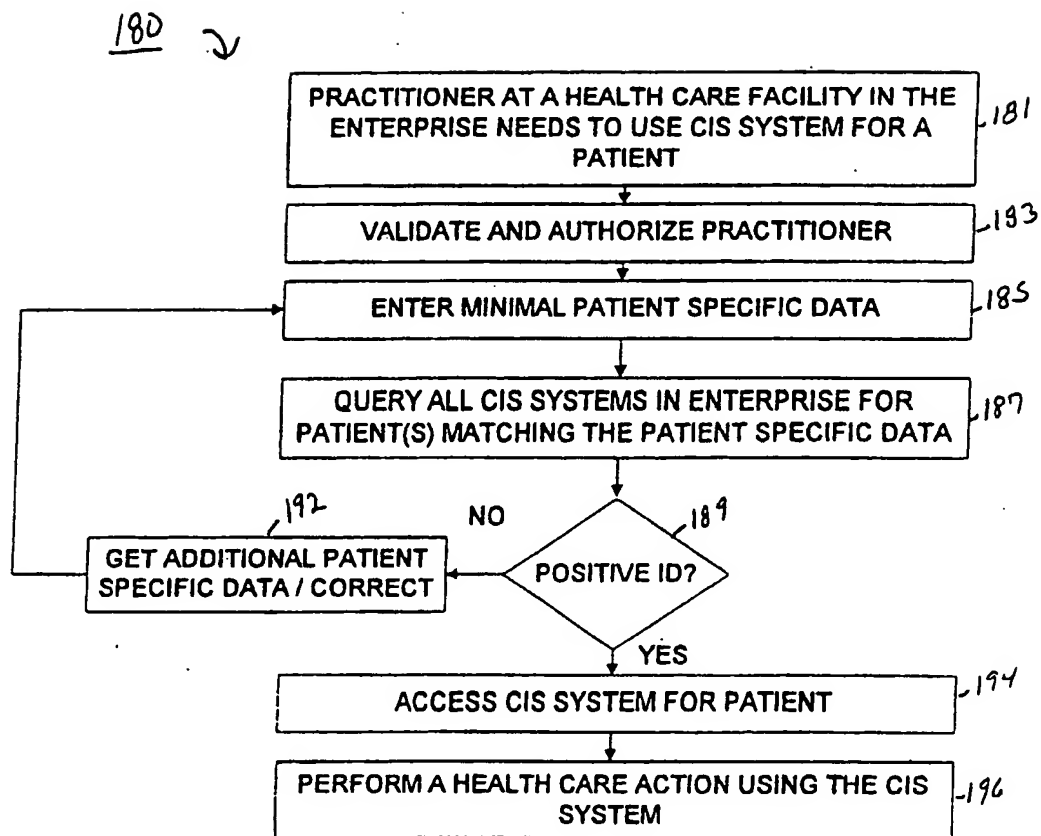 180
PRACTITIONER AT A HEALTH CARE FACILITY IN THE
ENTERPRISE NEEDS TO USE CIS SYSTEM FOR A
PATIENT
181
VALIDATE AND AUTHORIZE PRACTITIONER
183
ENTER MINIMAL PATIENT SPECIFIC DATA
185
QUERY ALL CIS SYSTEMS IN ENTERPRISE FOR
PATIENT(S) MATCHING THE PATIENT SPECIFIC DATA
187
192
NO
189
GET ADDITIONAL PATIENT
SPECIFIC DATA / CORRECT
POSITIVE ID?
YES
ACCESS CIS SYSTEM FOR PATIENT
194
PERFORM A HEALTH CARE ACTION USING THE CIS
SYSTEM
196